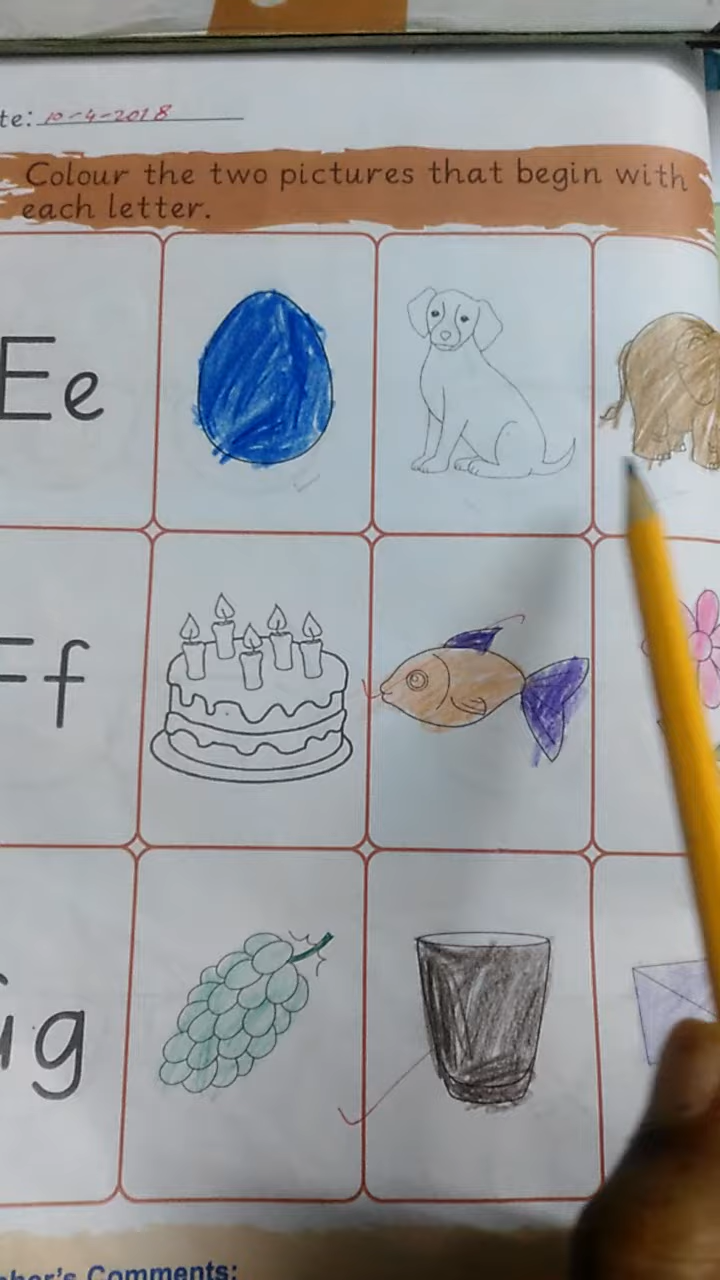 te: 10-4-2018
Colour the two pictures that begin with
each letter.
Ee
Ff
g
her's Comments: